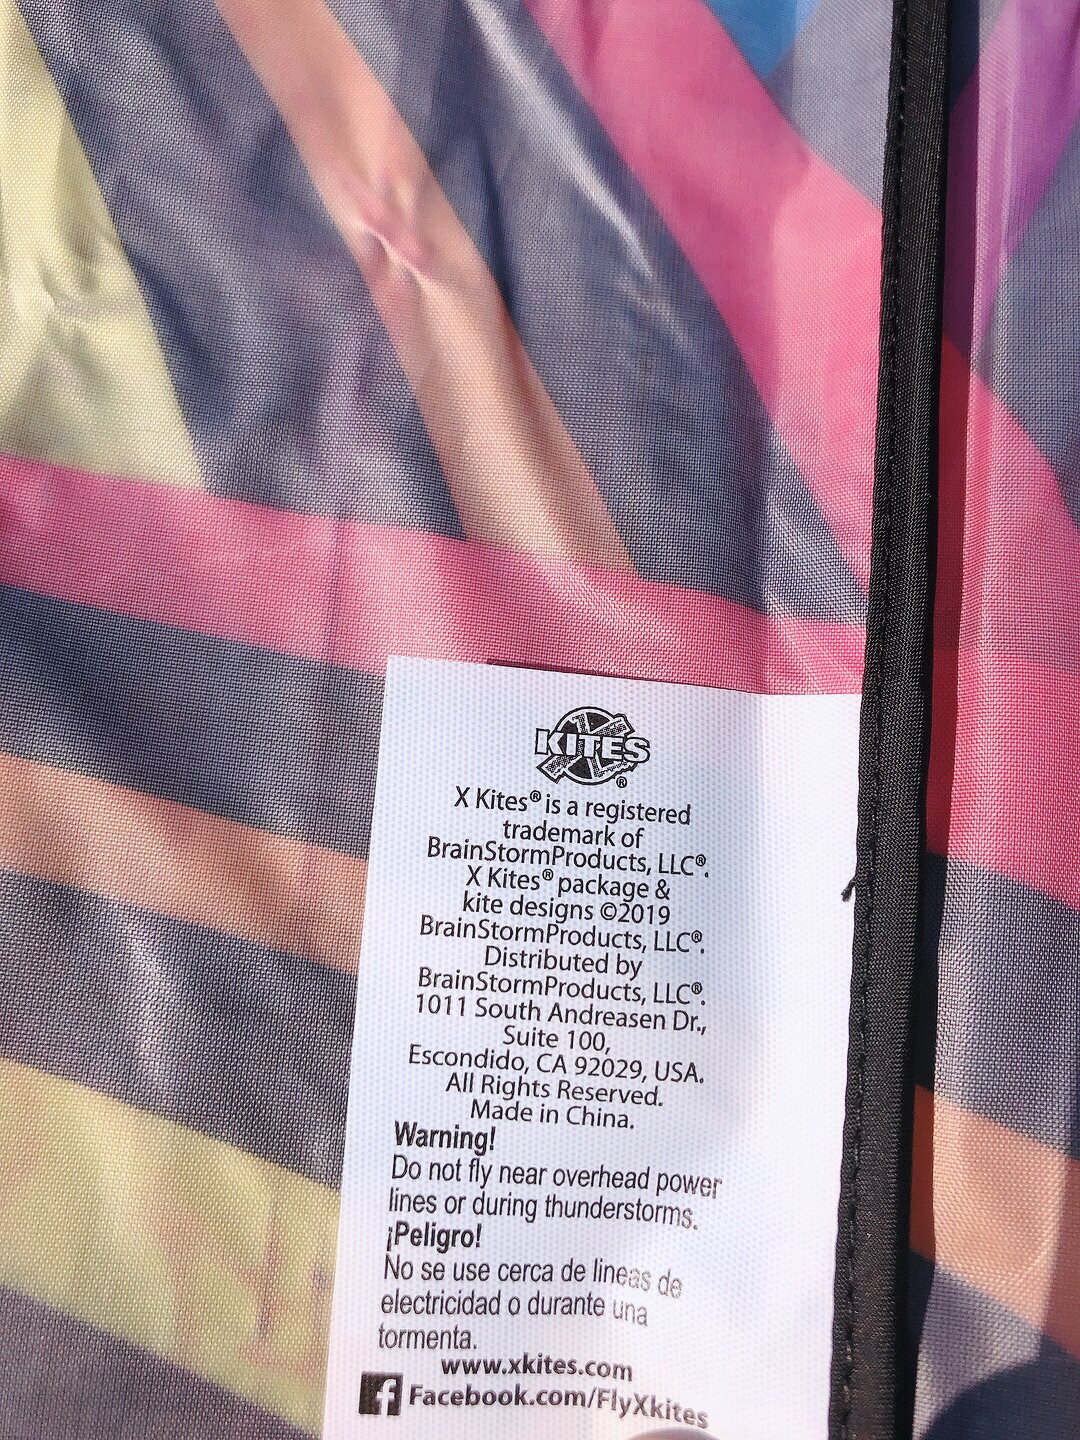 KITES®
X Kites® is a registered
trademark of
BrainStormProducts, LLC®.
X Kites® package &
kite designs ©2019
BrainStormProducts, LLC®.
Distributed by
BrainStormProducts, LLC®.
1011 South Andreasen Dr.,
Suite 100,
Escondido, CA 92029, USA.
All Rights Reserved.
Made in China.
Warning!
Do not fly near overhead power
lines or during thunderstorms.
¡Peligro!
No se use cerca de lineas de
electricidad o durante una
tormenta.
www.xkites.com
f Facebook.com/FlyXkites